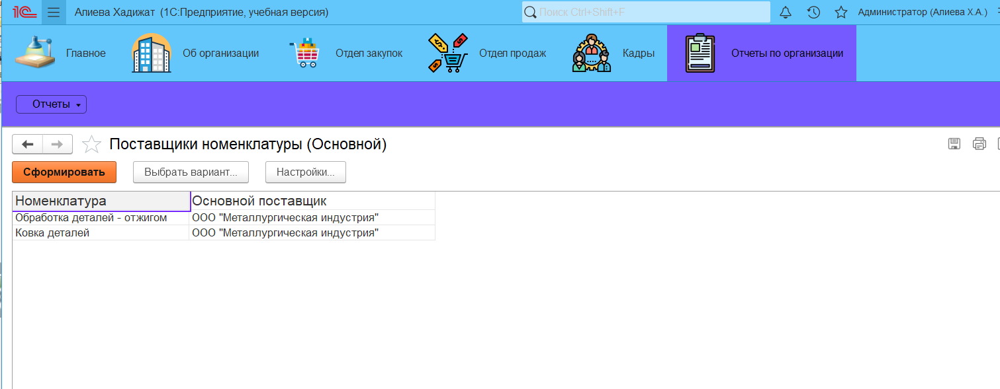 1С Алиева Хадижат (1С:Предприятие, учебная версия) Поиск Ctrl+Shift+F Администратор (Алиева Х.А.)
Главное Об организации Отдел закупок Отдел продаж Кадры Отчеты по организации
Отчеты
Поставщики номенклатуры (Основной)
Сформировать Выбрать вариант... Настройки...
Номенклатура Основной поставщик
Обработка деталей - отжигом ООО "Металлургическая индустрия"
Ковка деталей ООО "Металлургическая индустрия"